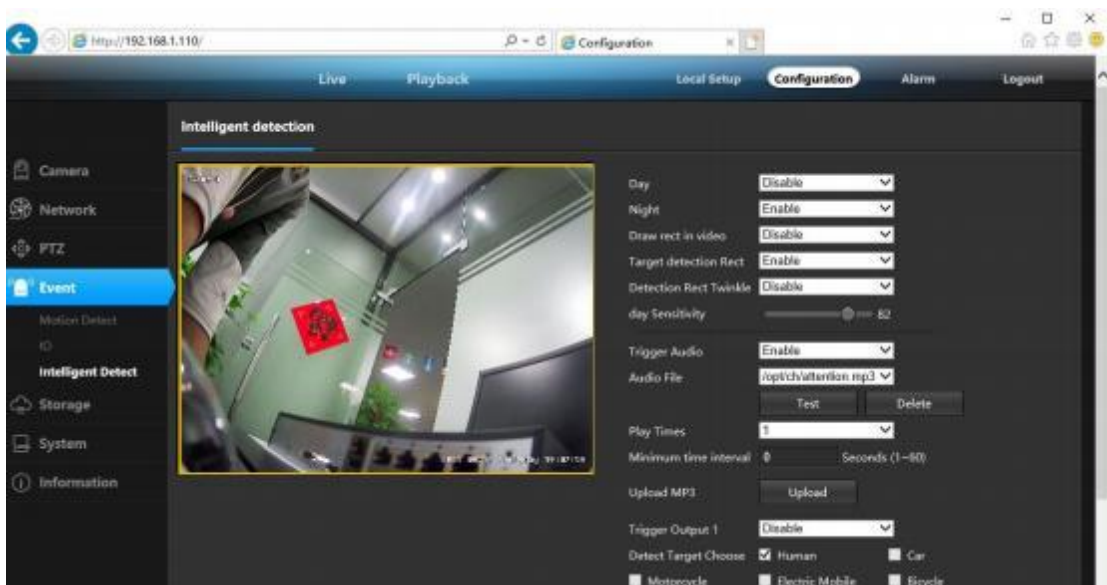 http://192.168.1.110/
Configuration
Live Playback Local Setup Configuration Alarm Logout
Intelligent detection
Camera
Network
PTZ
Event
Motion Detect
IO
Intelligent Detect
Storage
System
Information
Day Disable
Night Enable
Draw rect in video Disable
Target detection Rect Enable
Detection Rect Twinkle Disable
day Sensitivity 82
Trigger Audio Enable
Audio File /opt/ch/attention.mp3
Test Delete
Play Times 1
Minimum time interval 0 Seconds (1~60)
Upload MP3 Upload
Trigger Output 1 Disable
Detect Target Choose Human Car
Motorcycle Electric Mobile Bicycle